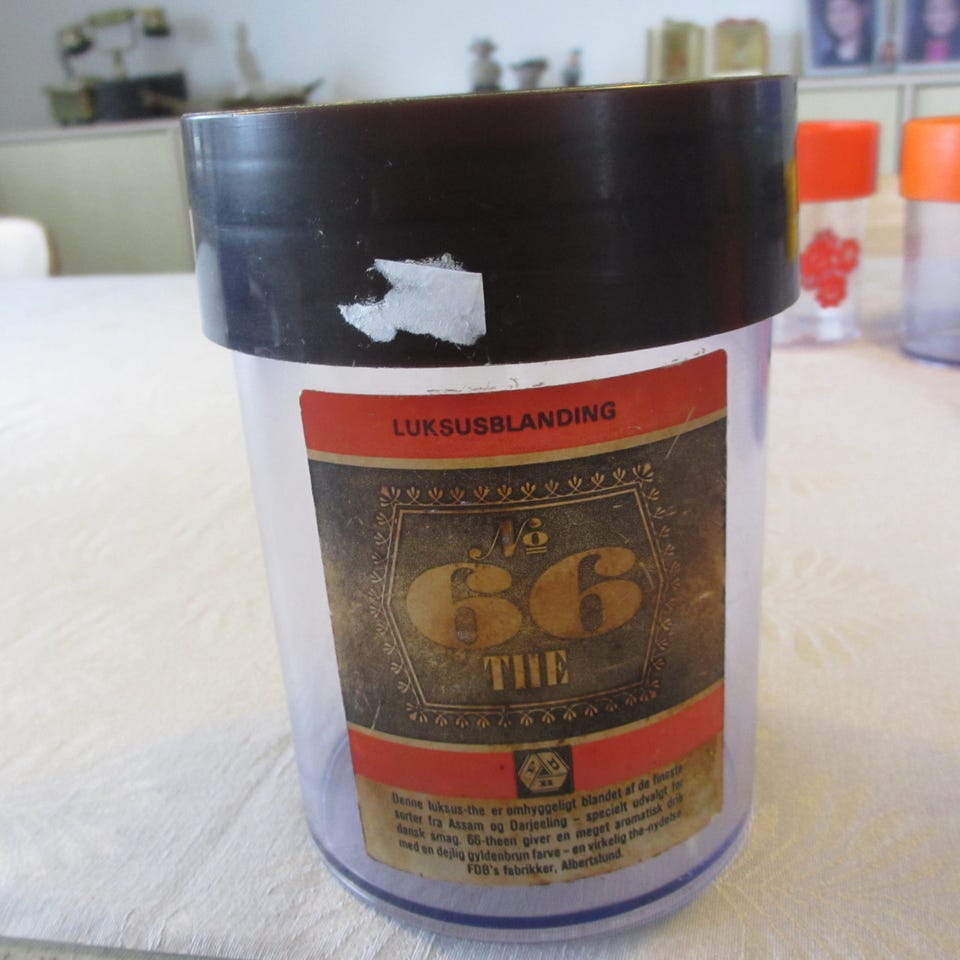 LUKSUSBLANDING
No
66
THE
FDB
Denne luksus-the er omhyggeligt blandet af de fineste
sorter fra Assam og Darjeeling – specielt udvalgt for
dansk smag. 66-theen giver en meget aromatisk drik
med en dejlig gyldenbrun farve – en virkelig the-nydelse.
FDB's fabrikker, Albertslund.